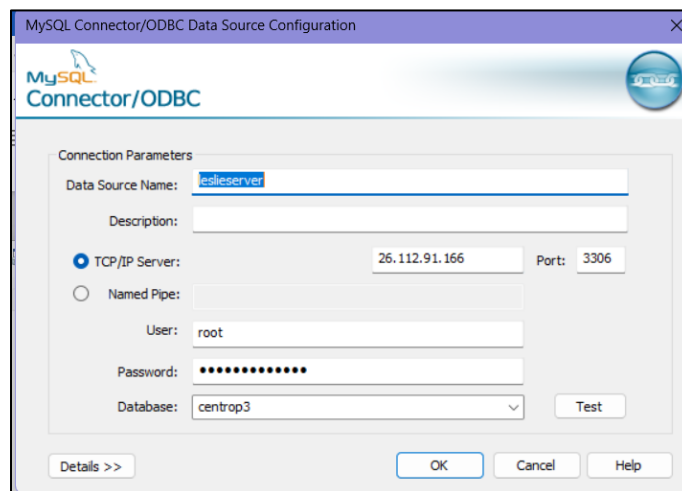 MySQL Connector/ODBC Data Source Configuration
MySQL
Connector/ODBC
Connection Parameters
Data Source Name: leslieserver
Description:
TCP/IP Server: 26.112.91.166 Port: 3306
Named Pipe:
User: root
Password: •••••••••••••
Database: centrop3 Test
Details >> OK Cancel Help